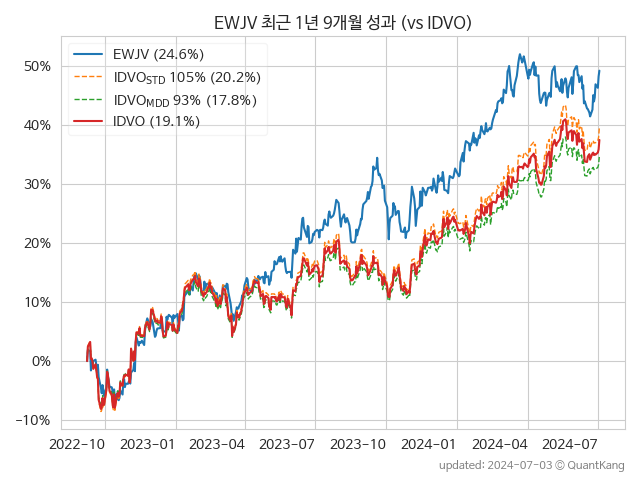 EWJV 최근 1년 9개월 성과 (vs IDVO)
EWJV (24.6%)
IDVO_STD 105% (20.2%)
IDVO_MDD 93% (17.8%)
IDVO (19.1%)
50%
40%
30%
20%
10%
0%
−10%
2022-10 2023-01 2023-04 2023-07 2023-10 2024-01 2024-04 2024-07
updated: 2024-07-03 © QuantKang